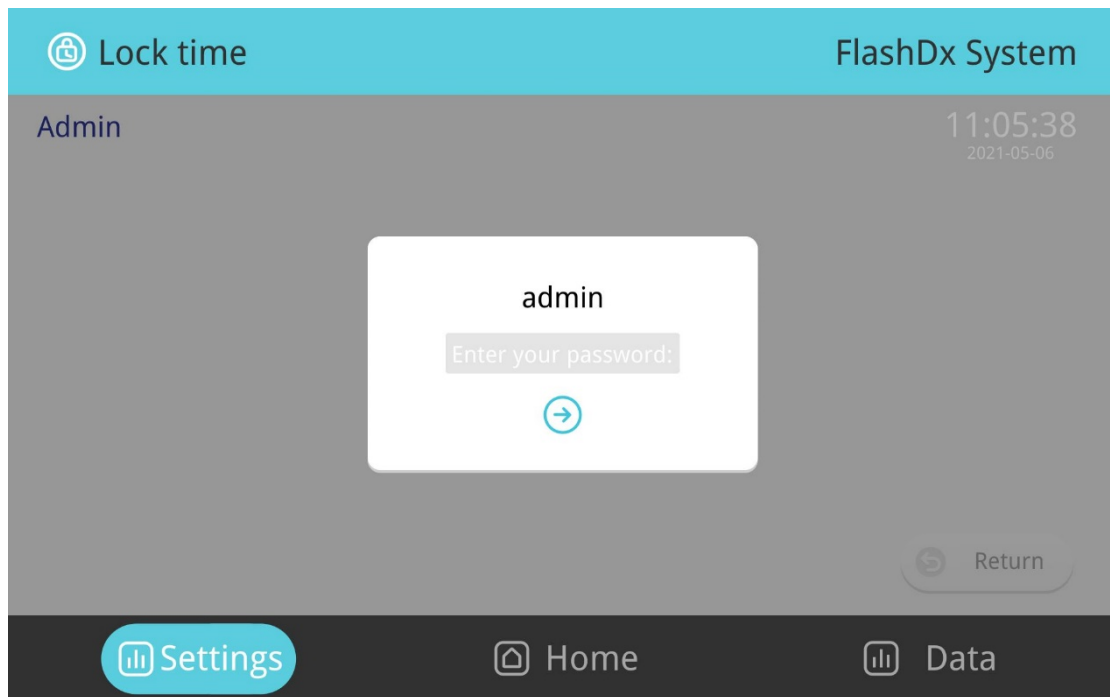 Lock time
FlashDx System
Admin
11:05:38
2021-05-06
admin
Enter your password:
Return
Settings
Home
Data